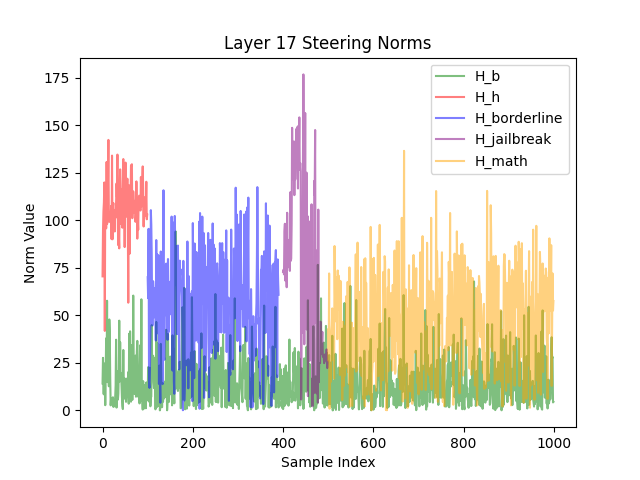 Layer 17 Steering Norms
Norm Value
175
150
125
100
75
50
25
0
H_b
H_h
H_borderline
H_jailbreak
H_math
0
200
400
600
800
1000
Sample Index